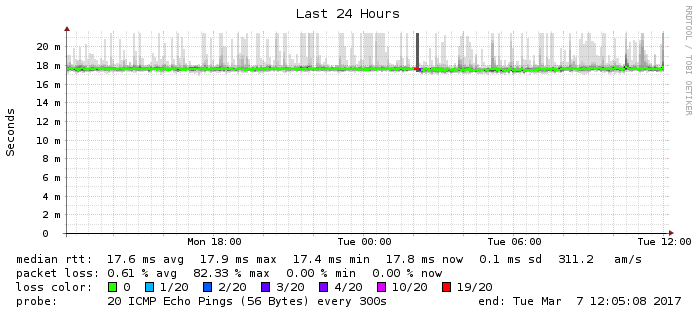 Last 24 Hours
RRDTOOL / TOBI OETIKER
Seconds
20 m
18 m
16 m
14 m
12 m
10 m
8 m
6 m
4 m
2 m
0
Mon 18:00 Tue 00:00 Tue 06:00 Tue 12:00
median rtt: 17.6 ms avg 17.9 ms max 17.4 ms min 17.8 ms now 0.1 ms sd 311.2 am/s
packet loss: 0.61 % avg 82.33 % max 0.00 % min 0.00 % now
loss color: 0 1/20 2/20 3/20 4/20 10/20 19/20
probe: 20 ICMP Echo Pings (56 Bytes) every 300s end: Tue Mar 7 12:05:08 2017